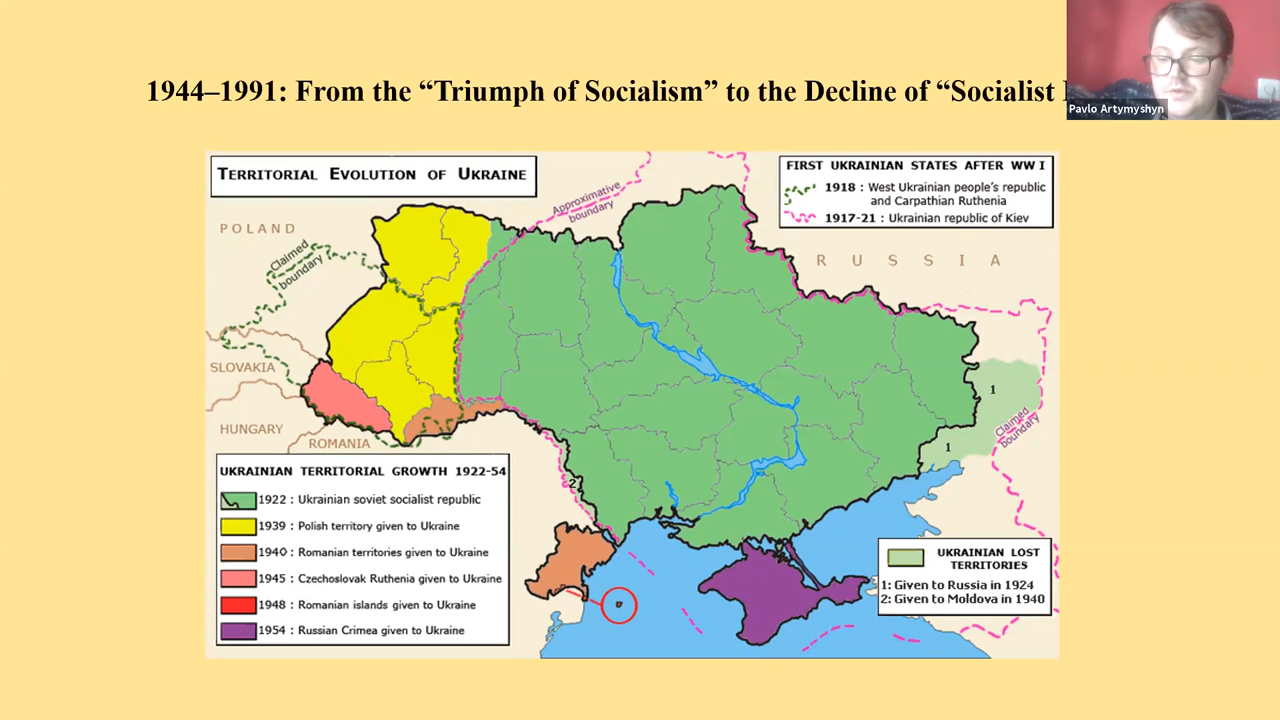 1944–1991: From the “Triumph of Socialism” to the Decline of “Socialist
Pavlo Artymyshyn
TERRITORIAL EVOLUTION OF UKRAINE
Approximative
boundary
FIRST UKRAINIAN STATES AFTER WW I
1918 : West Ukrainian people's republic
and Carpathian Ruthenia
1917-21 : Ukrainian republic of Kiev
POLAND
Claimed
boundary
RUSSIA
SLOVAKIA
1
HUNGARY
ROMANIA
Claimed
boundary
1
2
UKRAINIAN TERRITORIAL GROWTH 1922-54
1922 : Ukrainian soviet socialist republic
1939 : Polish territory given to Ukraine
1940 : Romanian territories given to Ukraine
1945 : Czechoslovak Ruthenia given to Ukraine
1948 : Romanian islands given to Ukraine
1954 : Russian Crimea given to Ukraine
UKRAINIAN LOST
TERRITORIES
1: Given to Russia in 1924
2: Given to Moldova in 1940